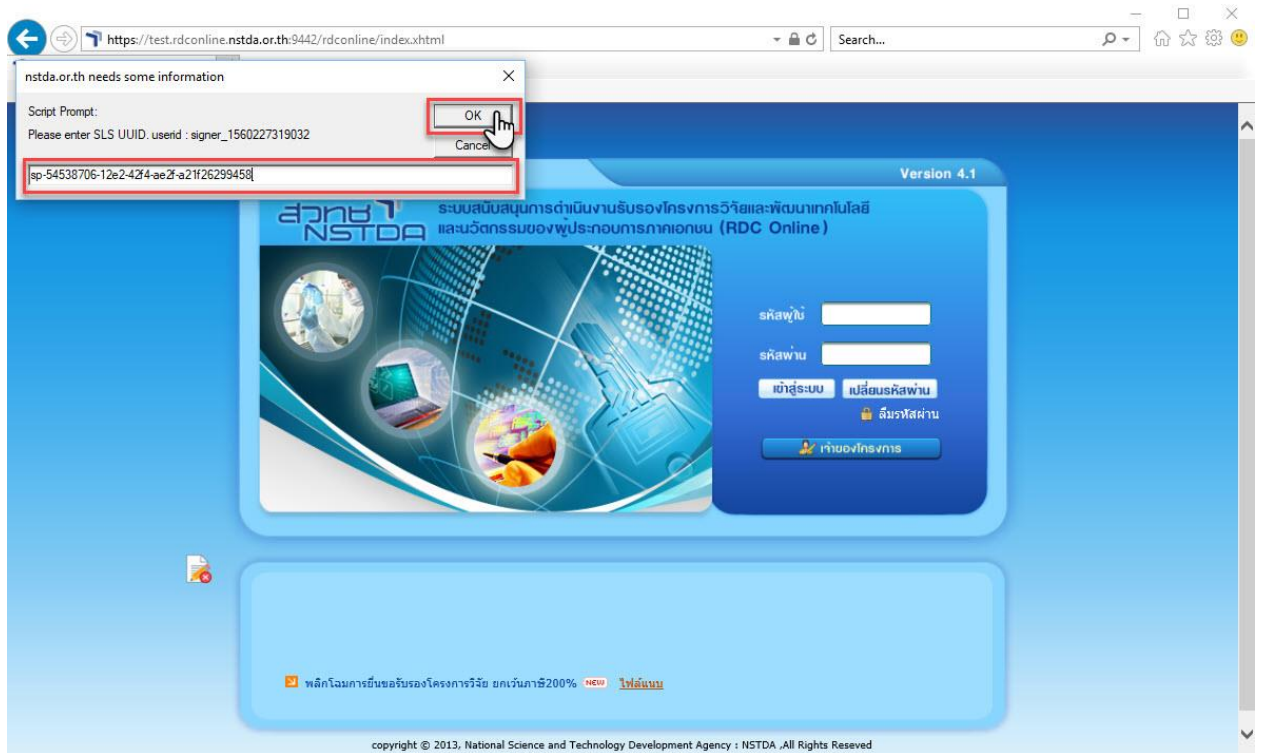 https://test.rdconline.nstda.or.th:9442/rdconline/index.xhtml
Search...
nstda.or.th needs some information
Script Prompt:
OK
Please enter SLS UUID. userid : signer_1560227319032
Cancel
sp-54538706-12e2-42f4-ae2f-a21f26299458
Version 4.1
สวทช
NSTDA
ระบบสนับสนุนการดำเนินงานรับรองโครงการวิจัยและพัฒนาเทคโนโลยี
และนวัตกรรมของผู้ประกอบการภาคเอกชน (RDC Online)
รหัสผู้ใช้
รหัสผ่าน
เข้าสู่ระบบ เปลี่ยนรหัสผ่าน
ลืมรหัสผ่าน
เจ้าของโครงการ
พลิกโฉมการยื่นขอรับรองโครงการวิจัย ยกเว้นภาษี200% NEW ไฟล์แนบ
copyright © 2013, National Science and Technology Development Agency : NSTDA ,All Rights Reseved